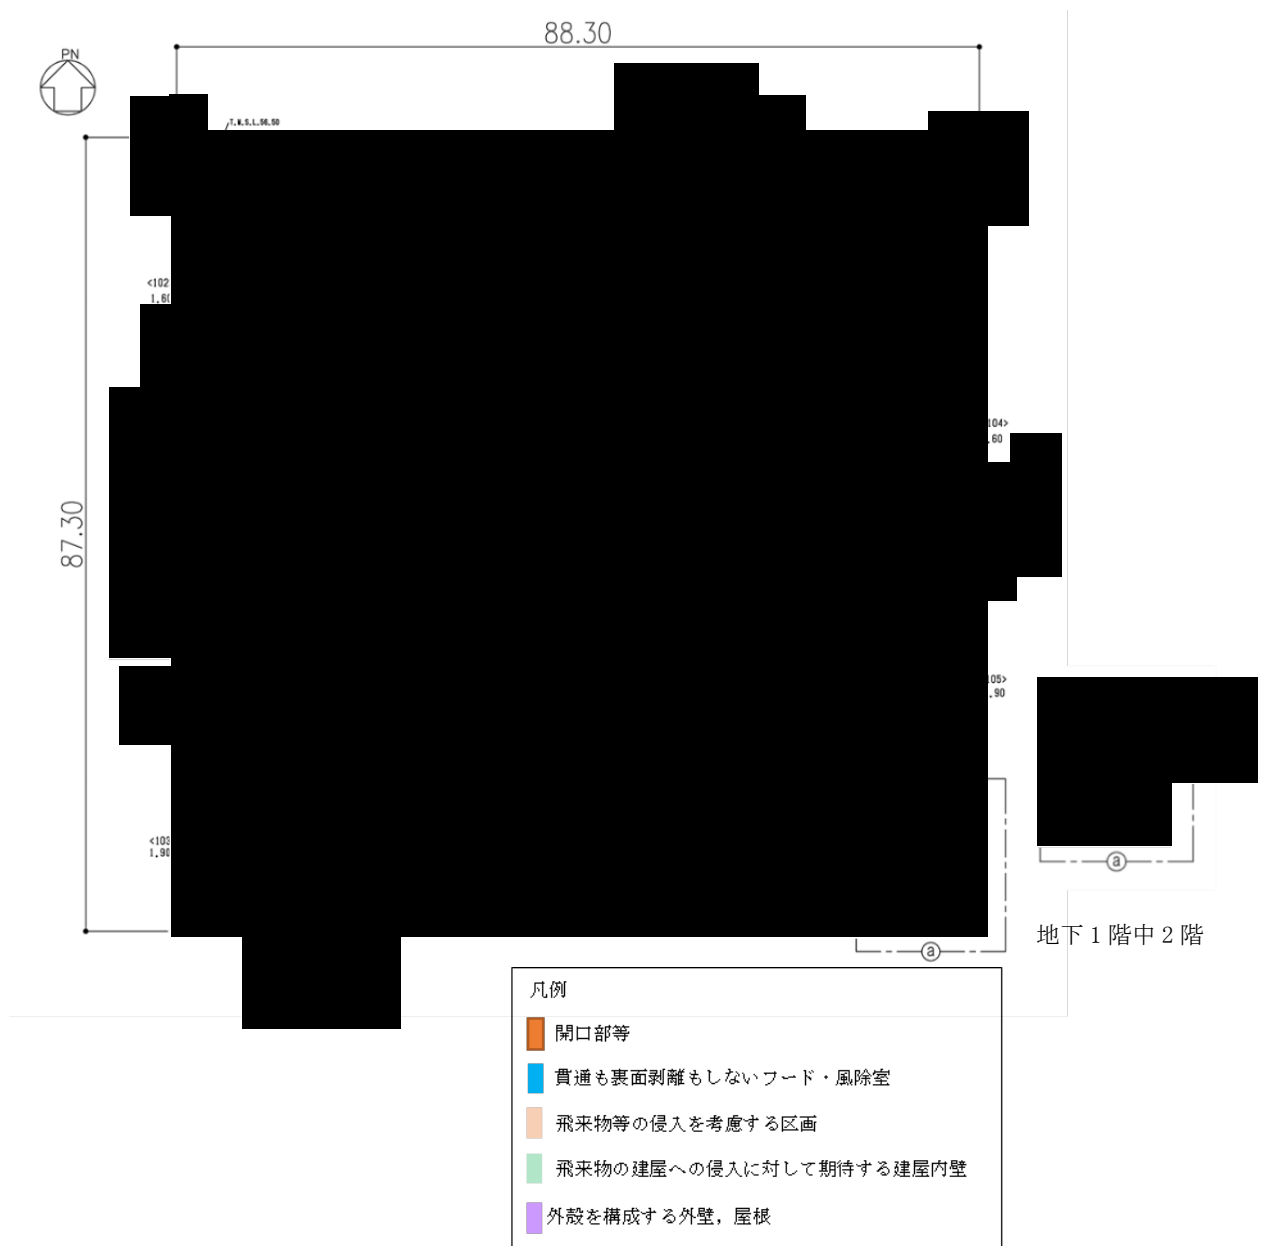 88.30
PN
T.M.S.L.56.50
<102
1.60
104>
.60
87.30
105>
.90
<103
1.90
a
a
地下1階中2階
凡例
開口部等
貫通も裏面剥離もしないフード・風除室
飛来物等の侵入を考慮する区画
飛来物の建屋への侵入に対して期待する建屋内壁
外殻を構成する外壁，屋根